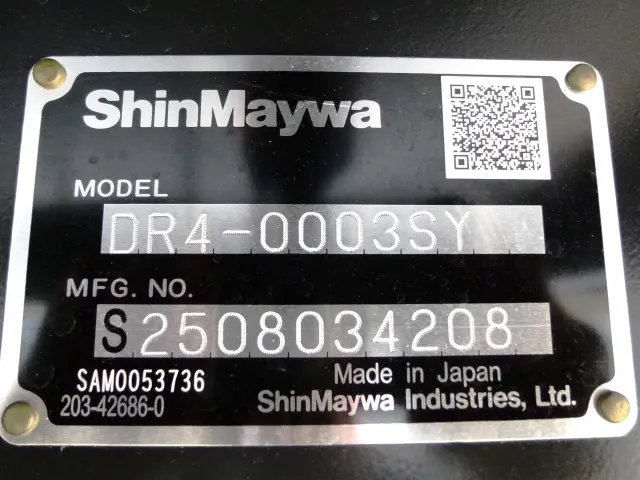 ShinMaywa
MODEL
DR4-0003SY
MFG. NO.
S2508034208
SAM0053736
Made in Japan
203-42686-0
ShinMaywa Industries, Ltd.